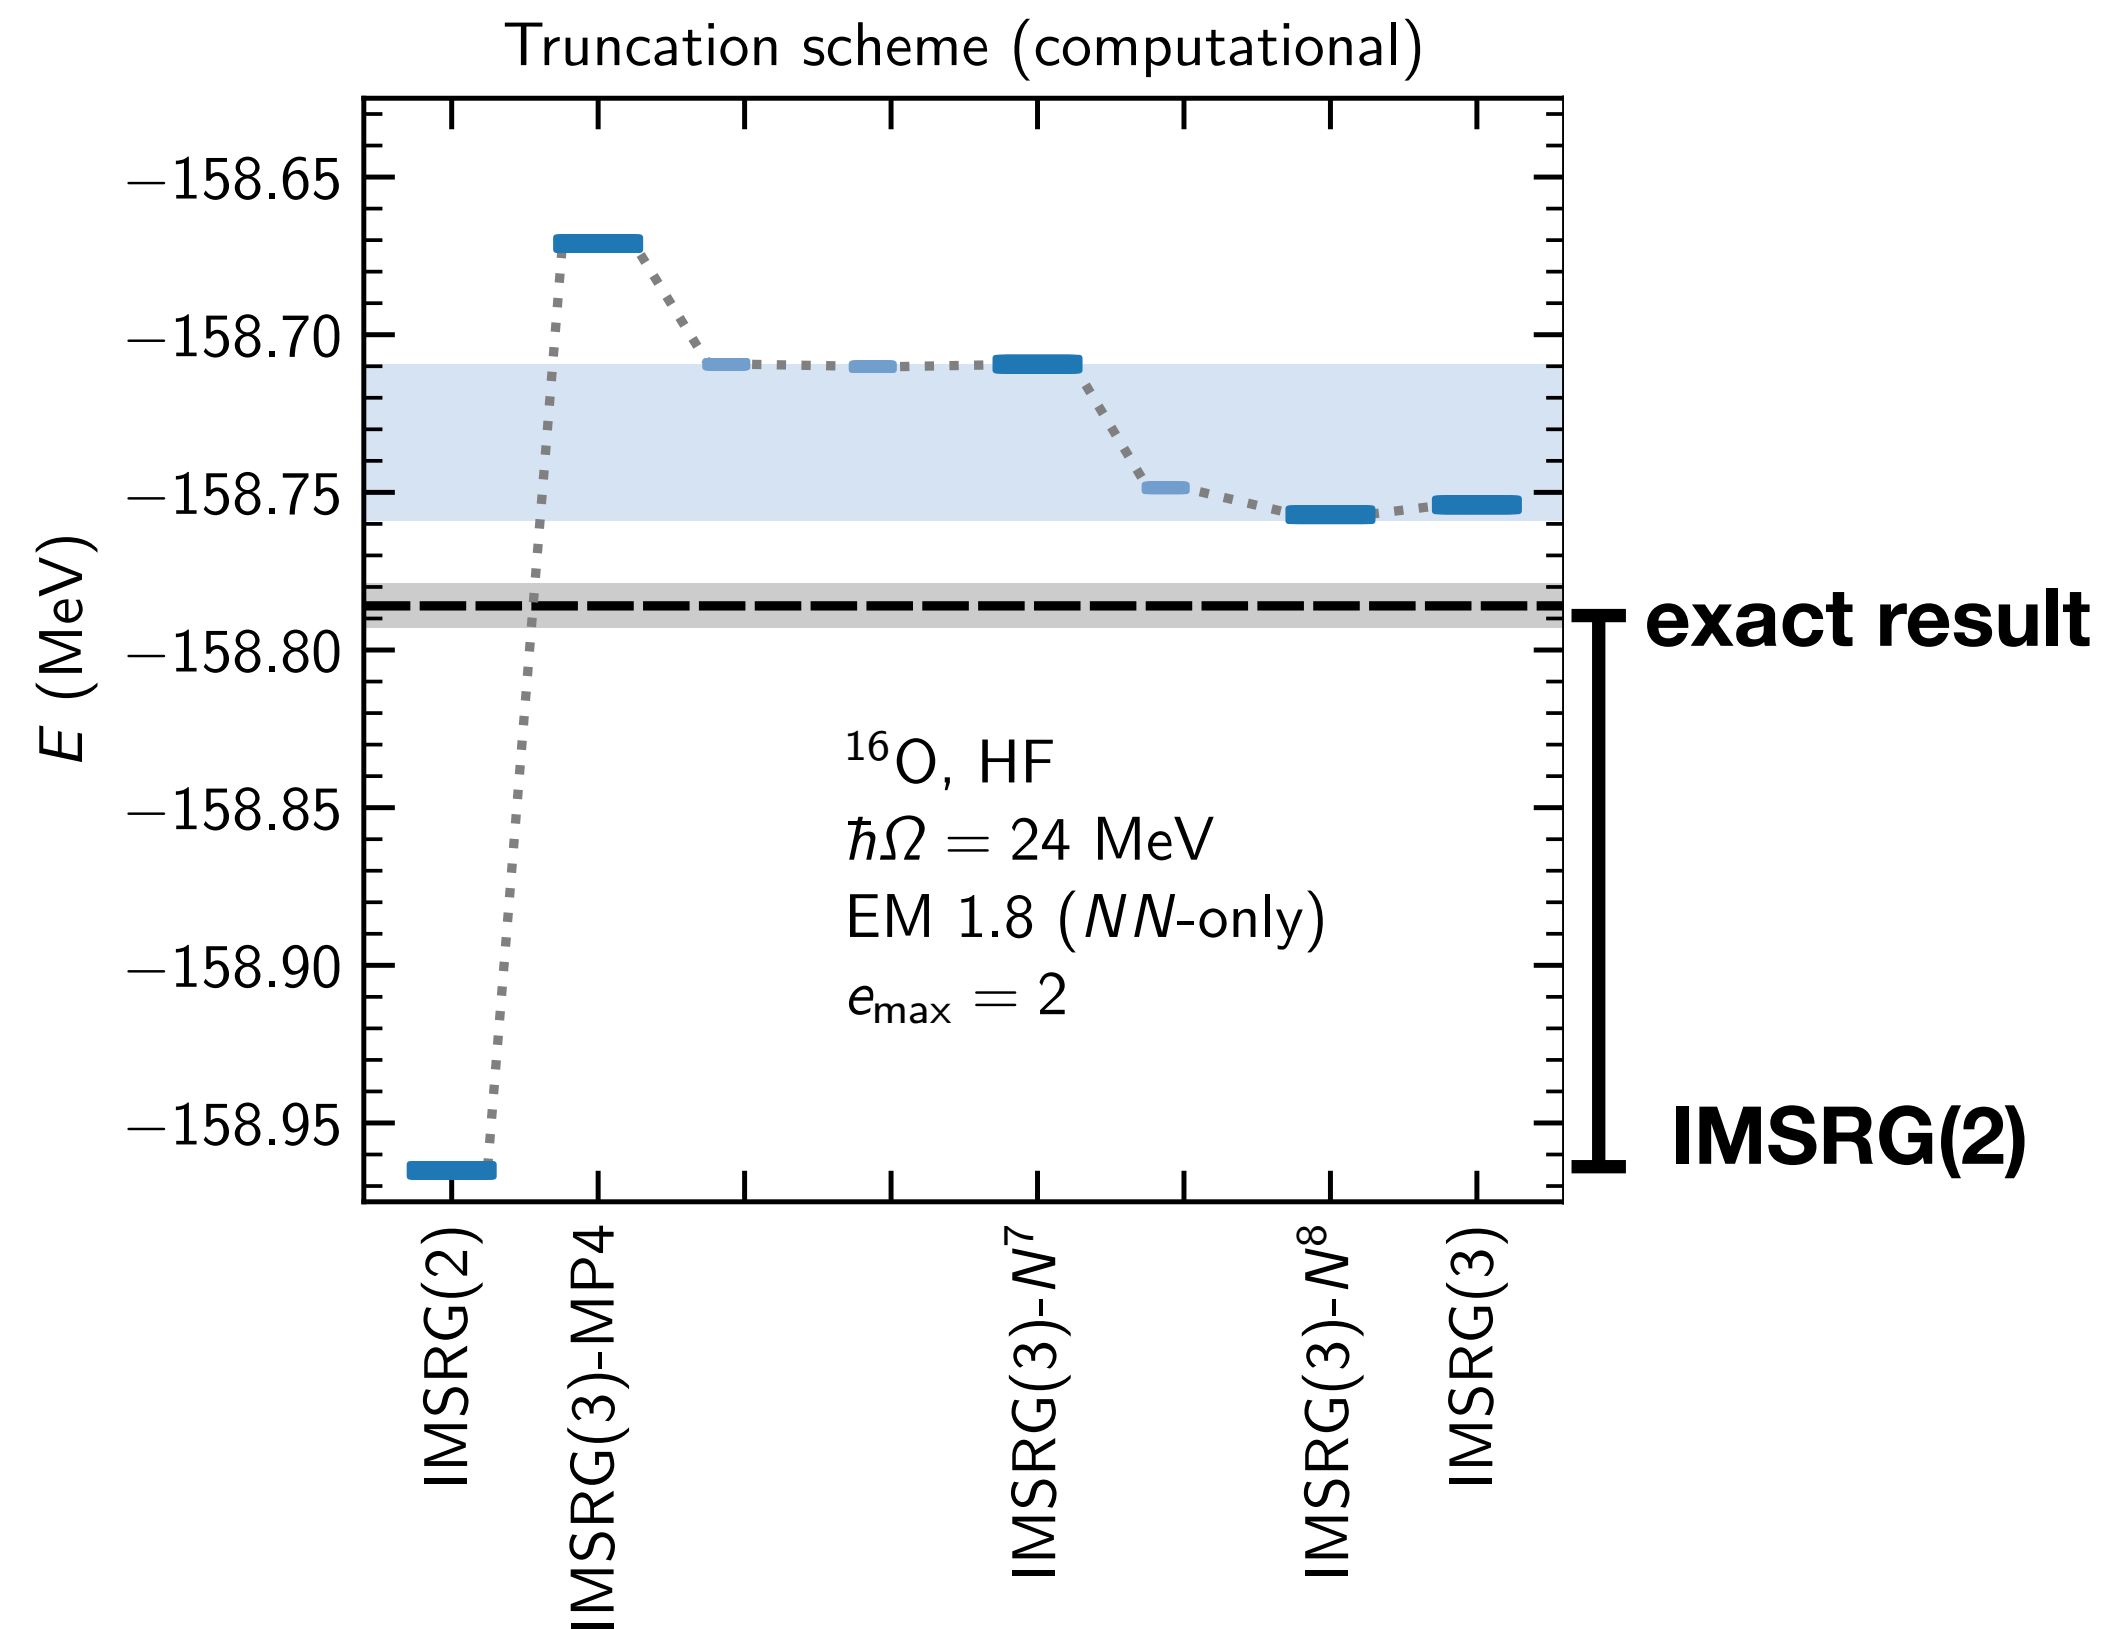 Truncation scheme (computational)
−158.65
−158.70
−158.75
−158.80
−158.85
−158.90
−158.95
E (MeV)
¹⁶O, HF
ℏΩ = 24 MeV
EM 1.8 (NN-only)
eₘₐₓ = 2
exact result
IMSRG(2)
IMSRG(2)
IMSRG(3)-MP4
IMSRG(3)-N⁷
IMSRG(3)-N⁸
IMSRG(3)